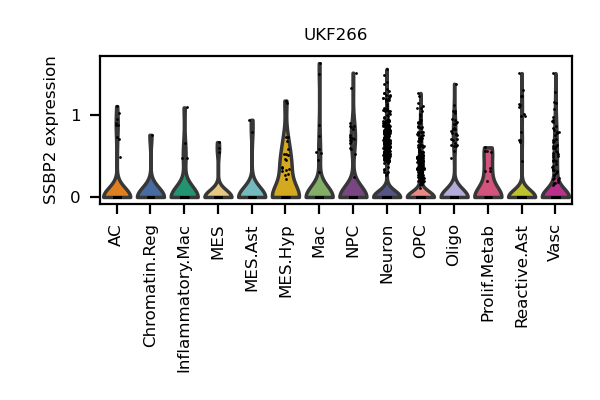 UKF266
SSBP2 expression
1
0
AC
Chromatin.Reg
Inflammatory.Mac
MES
MES.Ast
MES.Hyp
Mac
NPC
Neuron
OPC
Oligo
Prolif.Metab
Reactive.Ast
Vasc